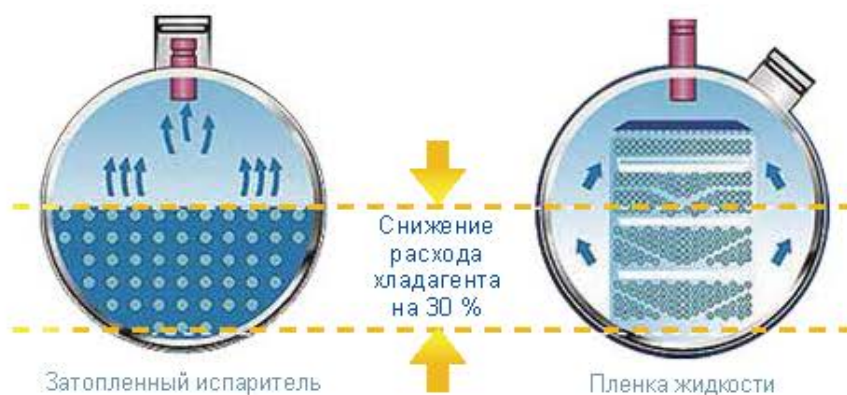 Снижение
расхода
хладагента
на 30 %
Затопленный испаритель
Пленка жидкости